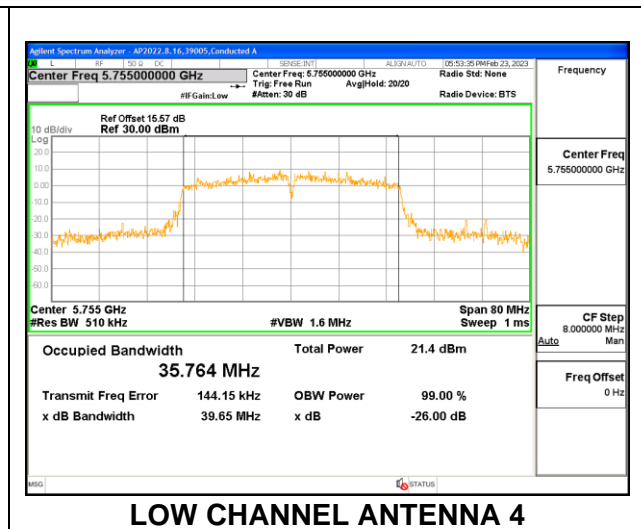 Agilent Spectrum Analyzer - AP2022.8.16,39005,Conducted A
L RF 50 Ω DC SENSE:INT ALIGN AUTO 05:53:35 PM Feb 23, 2023
Center Freq 5.755000000 GHz Center Freq: 5.755000000 GHz Radio Std: None Frequency
Trig: Free Run Avg|Hold: 20/20
#IFGain:Low #Atten: 30 dB Radio Device: BTS
Ref Offset 15.57 dB
10 dB/div Ref 30.00 dBm
Log
20.0
10.0
0.00
-10.0
-20.0
-30.0
-40.0
-50.0
-60.0
Center Freq
5.755000000 GHz
Center 5.755 GHz Span 80 MHz
#Res BW 510 kHz #VBW 1.6 MHz Sweep 1 ms
CF Step
8.000000 MHz
Auto Man
Occupied Bandwidth Total Power 21.4 dBm
35.764 MHz
Freq Offset
0 Hz
Transmit Freq Error 144.15 kHz OBW Power 99.00 %
x dB Bandwidth 39.65 MHz x dB -26.00 dB
MSG STATUS
LOW CHANNEL ANTENNA 4